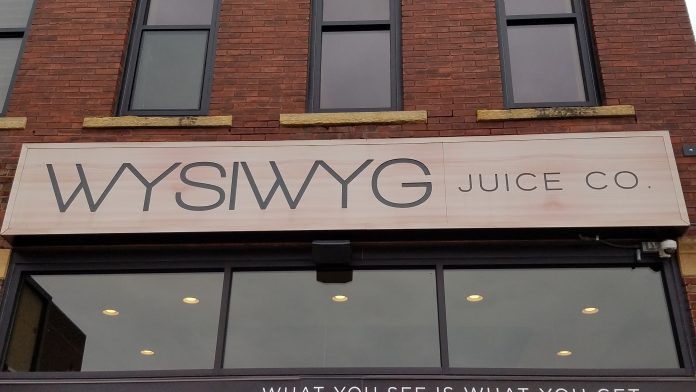 WYSIWYG JUICE CO.
WHAT YOU SEE IS WHAT YOU GET